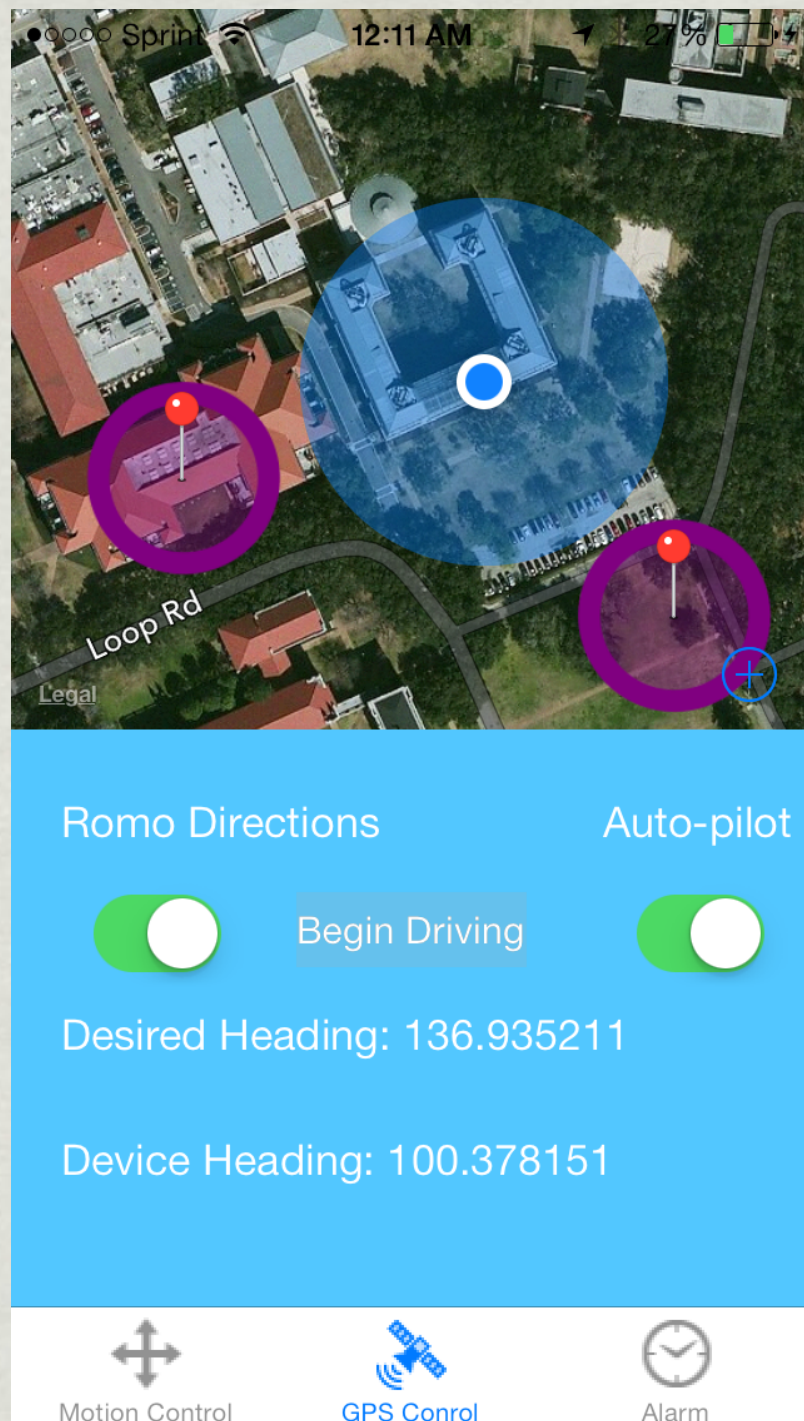 Sprint 12:11 AM 27%
Loop Rd
Legal
Romo Directions Auto-pilot
Begin Driving
Desired Heading: 136.935211
Device Heading: 100.378151
Motion Control GPS Conrol Alarm